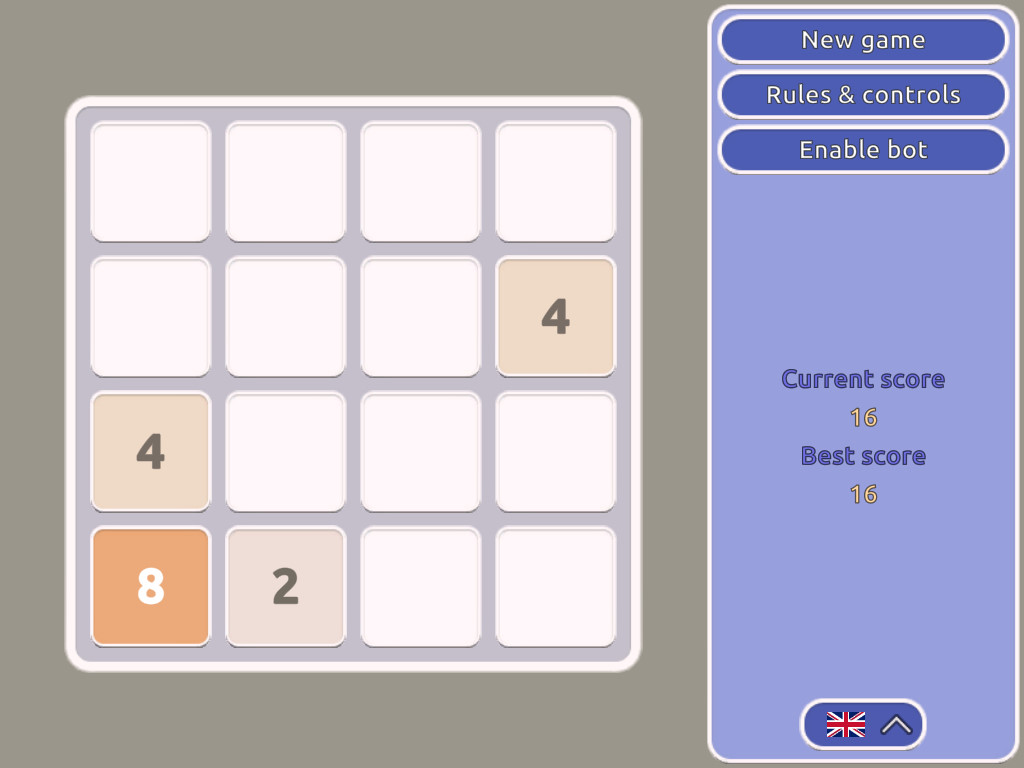 New game
Rules & controls
Enable bot
4
4
8 2
Current score
16
Best score
16